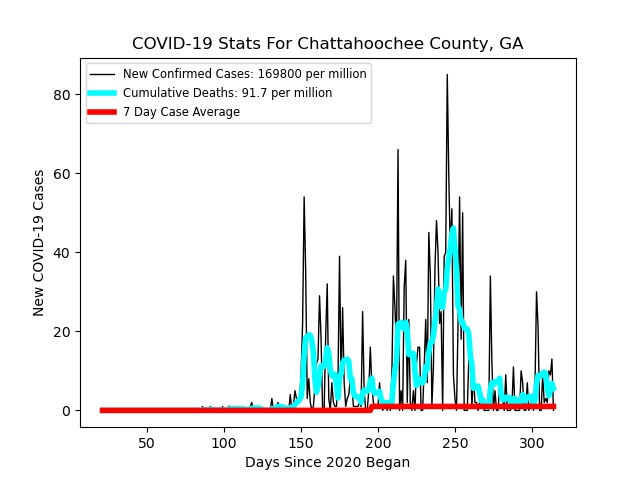 COVID-19 Stats For Chattahoochee County, GA
New Confirmed Cases: 169800 per million
Cumulative Deaths: 91.7 per million
7 Day Case Average
80
60
40
20
0
New COVID-19 Cases
50 100 150 200 250 300
Days Since 2020 Began